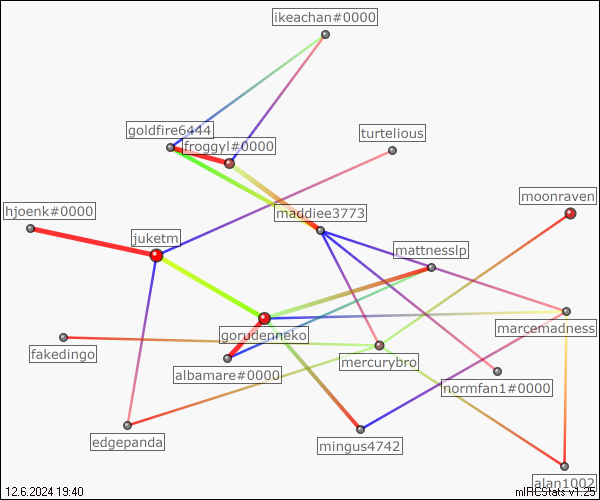 ikeachan#0000
goldfire6444
turtelious
froggyl#0000
moonraven
hjoenk#0000
maddiee3773
juketm
mattnesslp
gorudenneko
marcemadness
fakedingo
mercurybro
albamare#0000
normfan1#0000
edgepanda
mingus4742
alan1002
12.6.2024 19:40
mIRCStats v1.25